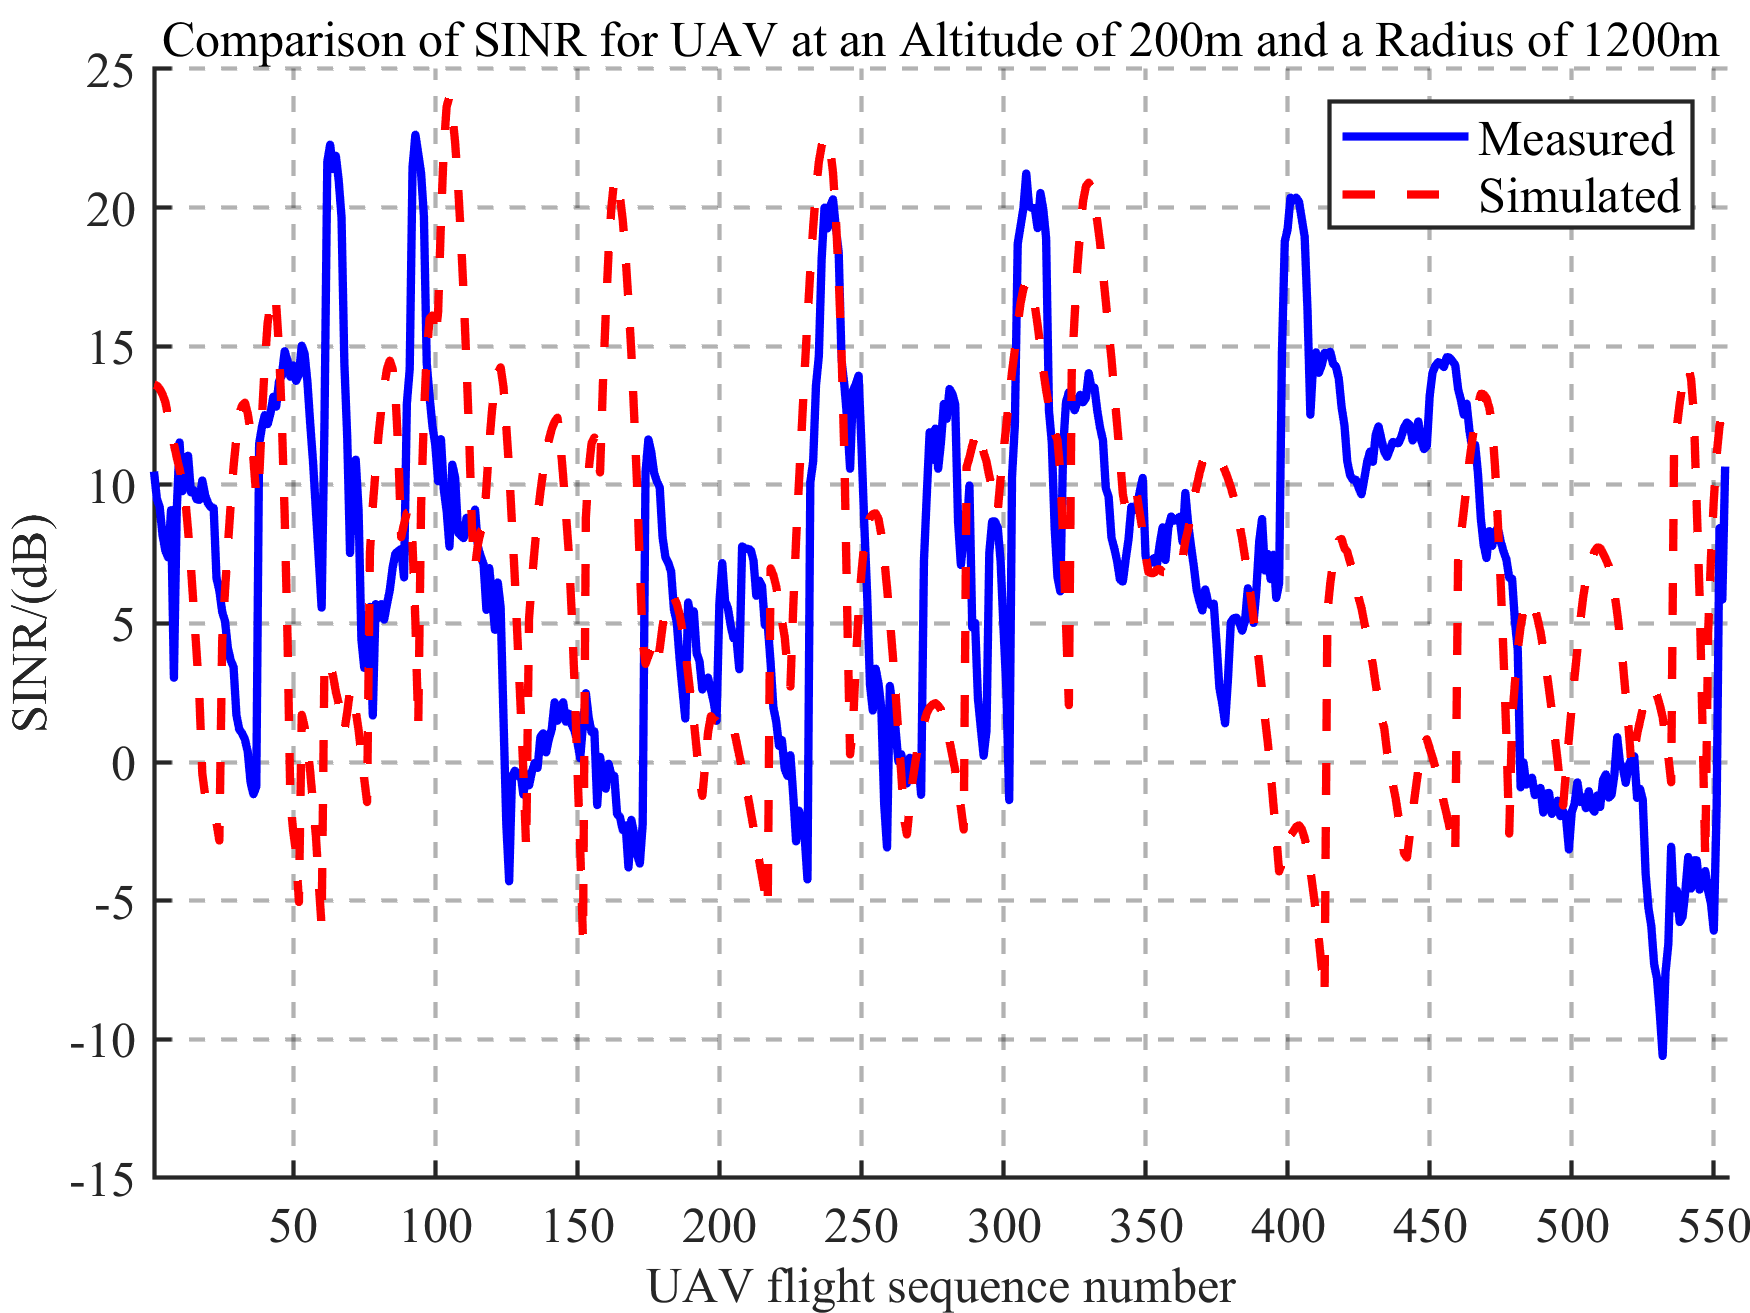 Comparison of SINR for UAV at an Altitude of 200m and a Radius of 1200m
25
20
15
10
5
0
-5
-10
-15
SINR/(dB)
Measured
Simulated
50 100 150 200 250 300 350 400 450 500 550
UAV flight sequence number